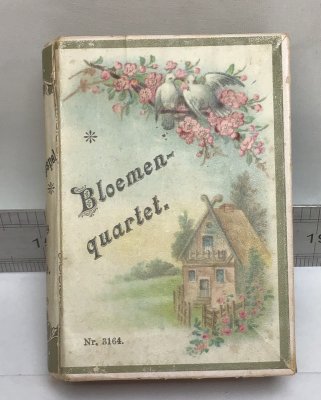 Bloemen-
quartet.
Nr. 3164.